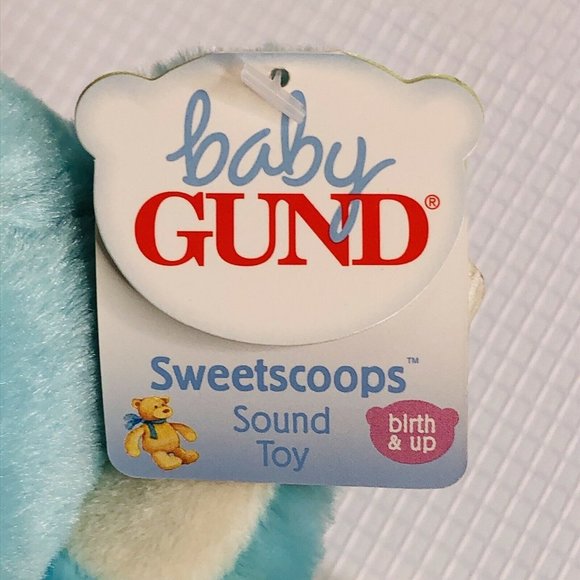 baby
GUND®
Sweetscoops™
Sound
Toy
birth
& up